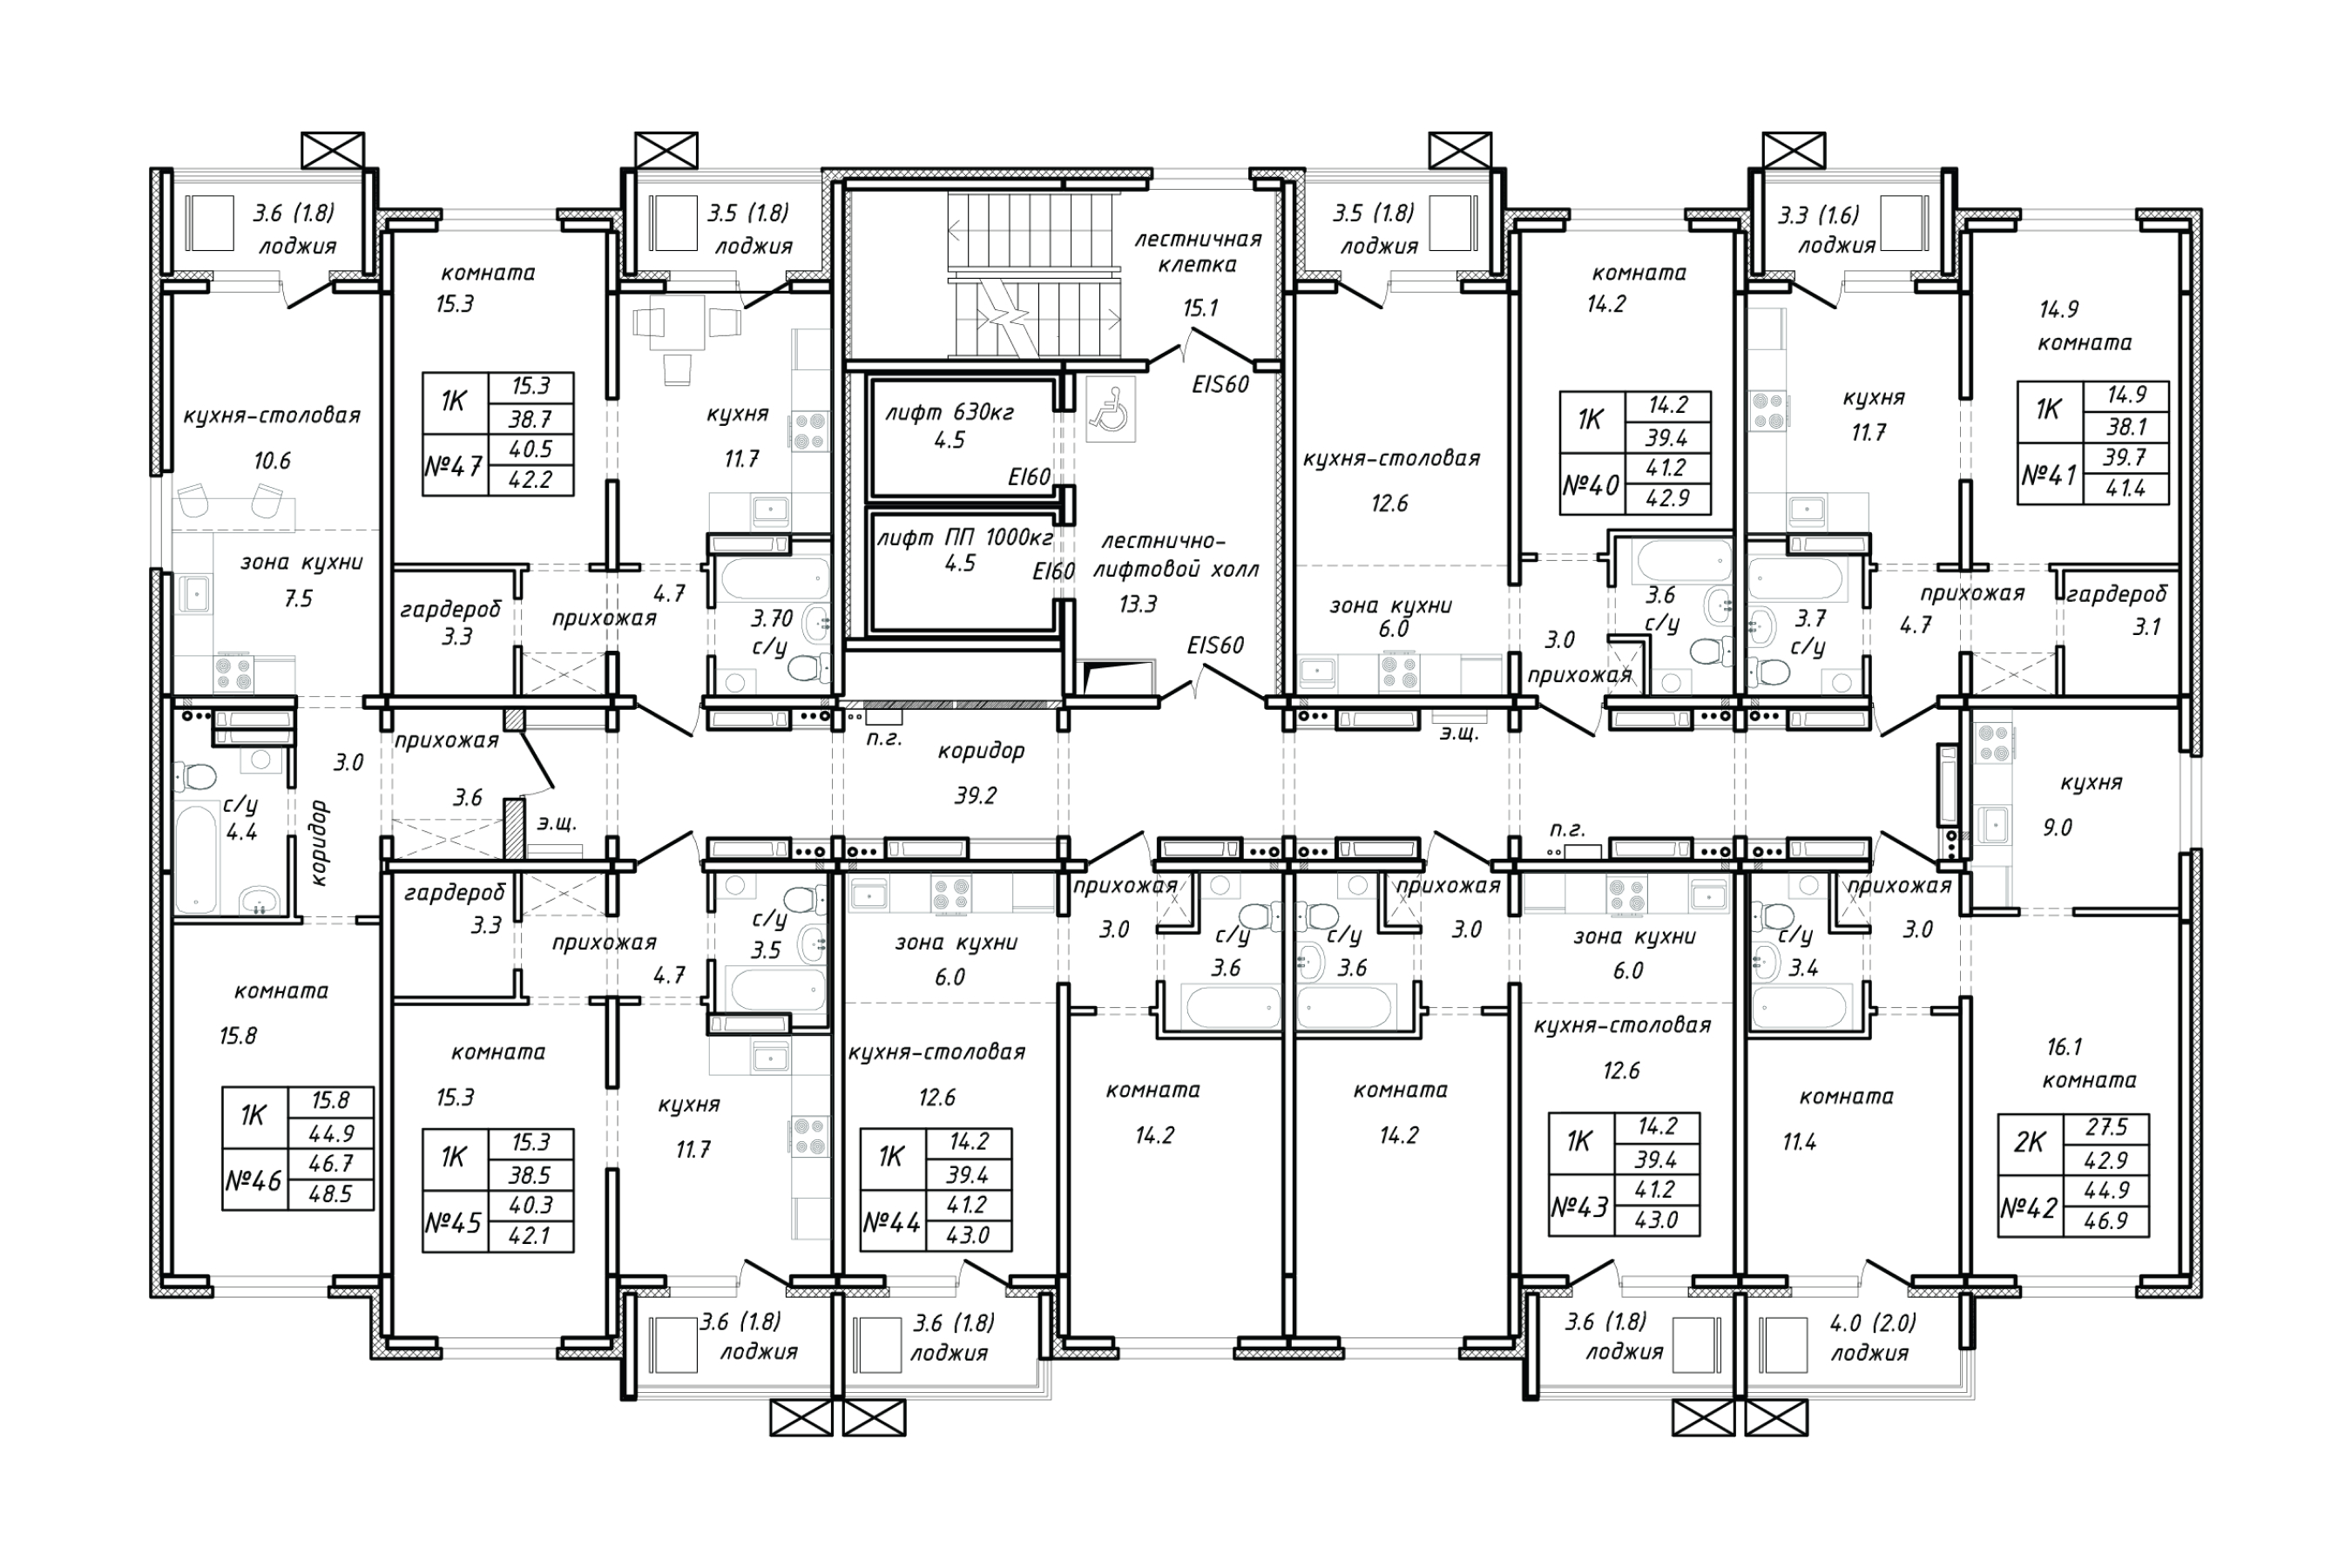 3.6 (1.8)
лоджия
3.5 (1.8)
лоджия
3.5 (1.8)
лоджия
3.3 (1.6)
лоджия
комната
15.3
лестничная
клетка
15.1
комната
14.2
14.9
комната
кухня-столовая
10.6
1К
15.3
38.7
№47
40.5
42.2
кухня
11.7
лифт 630кг
4.5
EI60
EIS60
кухня-столовая
12.6
1К
14.2
39.4
№40
41.2
42.9
кухня
11.7
1К
14.9
38.1
№41
39.7
41.4
зона кухни
7.5
гардероб
3.3
прихожая
4.7
3.70
с/у
лифт ПП 1000кг
4.5
EI60
лестнично-
лифтовой холл
13.3
EIS60
зона кухни
6.0
3.0
прихожая
3.6
с/у
3.7
с/у
прихожая
4.7
гардероб
3.1
прихожая
3.6
3.0
коридор
с/у
4.4
э.щ.
п.г.
коридор
39.2
э.щ.
п.г.
кухня
9.0
гардероб
3.3
прихожая
4.7
с/у
3.5
зона кухни
6.0
прихожая
3.0
с/у
3.6
с/у
3.6
прихожая
3.0
зона кухни
6.0
с/у
3.4
прихожая
3.0
комната
15.8
1К
15.8
44.9
№46
46.7
48.5
комната
15.3
1К
15.3
38.5
№45
40.3
42.1
кухня
11.7
кухня-столовая
12.6
1К
14.2
39.4
№44
41.2
43.0
комната
14.2
комната
14.2
кухня-столовая
12.6
1К
14.2
39.4
№43
41.2
43.0
комната
11.4
16.1
комната
2К
27.5
42.9
№42
44.9
46.9
3.6 (1.8)
лоджия
3.6 (1.8)
лоджия
3.6 (1.8)
лоджия
4.0 (2.0)
лоджия